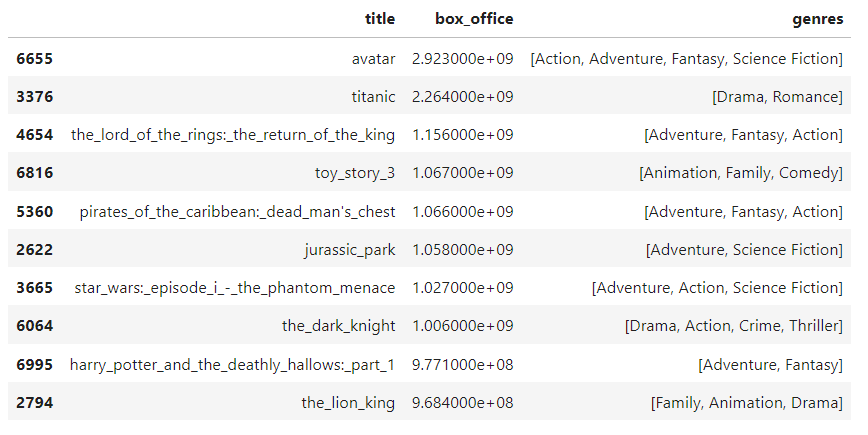 title box_office genres
6655 avatar 2.923000e+09 [Action, Adventure, Fantasy, Science Fiction]
3376 titanic 2.264000e+09 [Drama, Romance]
4654 the_lord_of_the_rings:_the_return_of_the_king 1.156000e+09 [Adventure, Fantasy, Action]
6816 toy_story_3 1.067000e+09 [Animation, Family, Comedy]
5360 pirates_of_the_caribbean:_dead_man's_chest 1.066000e+09 [Adventure, Fantasy, Action]
2622 jurassic_park 1.058000e+09 [Adventure, Science Fiction]
3665 star_wars:_episode_i_-_the_phantom_menace 1.027000e+09 [Adventure, Action, Science Fiction]
6064 the_dark_knight 1.006000e+09 [Drama, Action, Crime, Thriller]
6995 harry_potter_and_the_deathly_hallows:_part_1 9.771000e+08 [Adventure, Fantasy]
2794 the_lion_king 9.684000e+08 [Family, Animation, Drama]